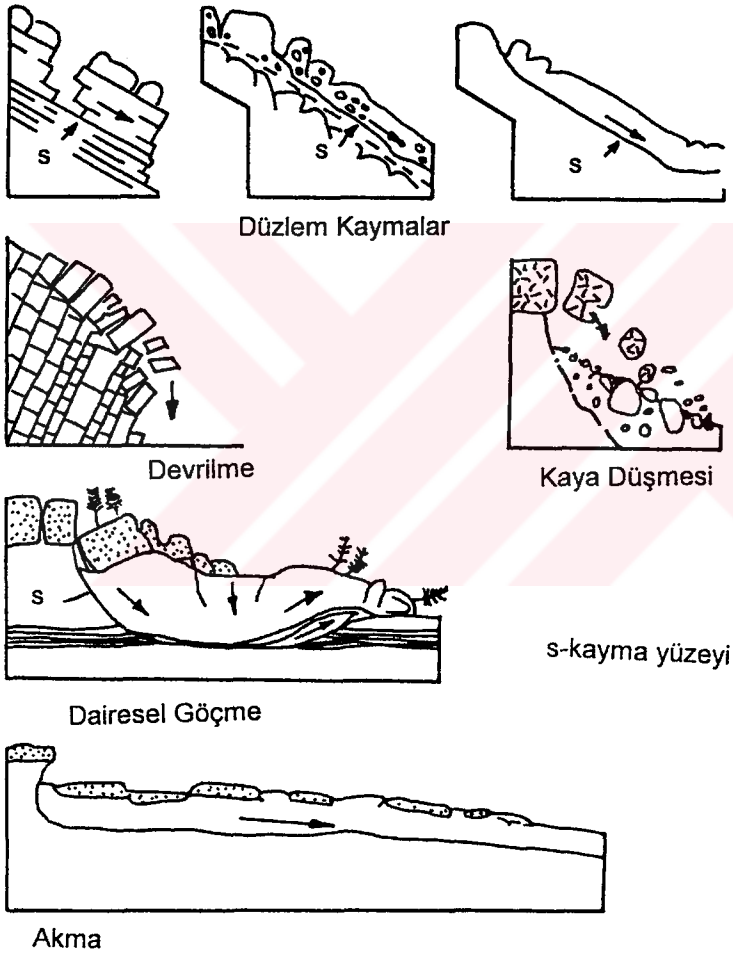 s
s
s
Düzlem Kaymalar
Devrilme
Kaya Düşmesi
s
s-kayma yüzeyi
Dairesel Göçme
Akma